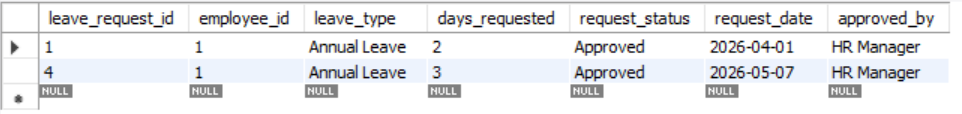 leave_request_id employee_id leave_type days_requested request_status request_date approved_by
1 1 Annual Leave 2 Approved 2026-04-01 HR Manager
4 1 Annual Leave 3 Approved 2026-05-07 HR Manager
NULL NULL NULL NULL NULL NULL NULL